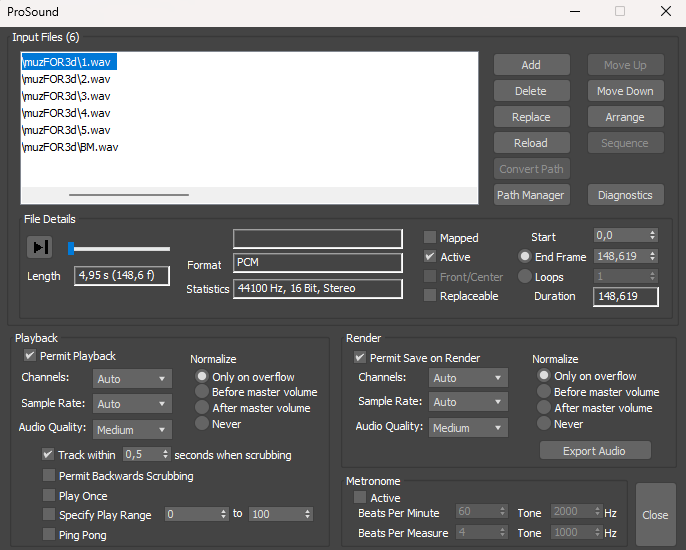 ProSound
Input Files (6)
\muzFOR3d\1.wav
\muzFOR3d\2.wav
\muzFOR3d\3.wav
\muzFOR3d\4.wav
\muzFOR3d\5.wav
\muzFOR3d\BM.wav
Add
Move Up
Delete
Move Down
Replace
Arrange
Reload
Sequence
Convert Path
Path Manager
Diagnostics
File Details
Length
4,95 s (148,6 f)
Format
PCM
Statistics
44100 Hz, 16 Bit, Stereo
Mapped
Active
Front/Center
Replaceable
Start
0,0
End Frame
148,619
Loops
1
Duration
148,619
Playback
Permit Playback
Channels:
Auto
Sample Rate:
Auto
Audio Quality:
Medium
Normalize
Only on overflow
Before master volume
After master volume
Never
Track within 0,5 seconds when scrubbing
Permit Backwards Scrubbing
Play Once
Specify Play Range 0 to 100
Ping Pong
Render
Permit Save on Render
Channels:
Auto
Sample Rate:
Auto
Audio Quality:
Medium
Normalize
Only on overflow
Before master volume
After master volume
Never
Export Audio
Metronome
Active
Beats Per Minute 60 Tone 2000 Hz
Beats Per Measure 4 Tone 1000 Hz
Close